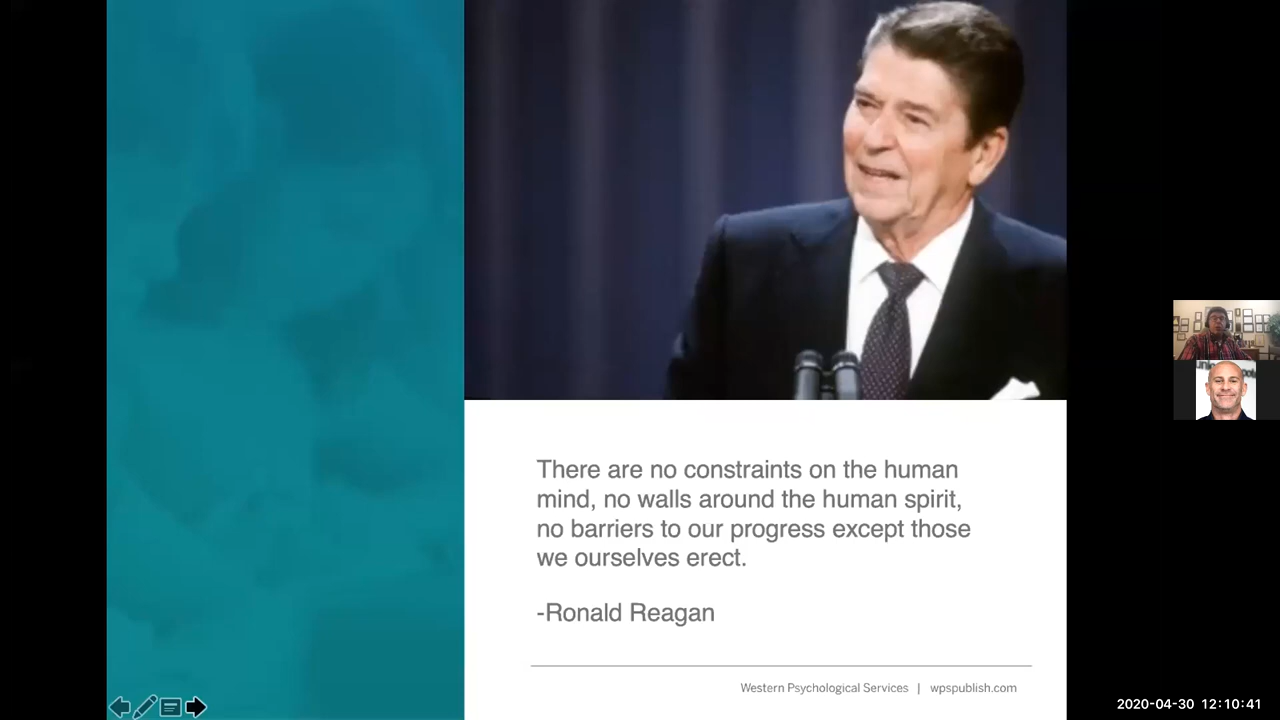 There are no constraints on the human
mind, no walls around the human spirit,
no barriers to our progress except those
we ourselves erect.
-Ronald Reagan
Western Psychological Services | wpspublish.com
2020-04-30 12:10:41